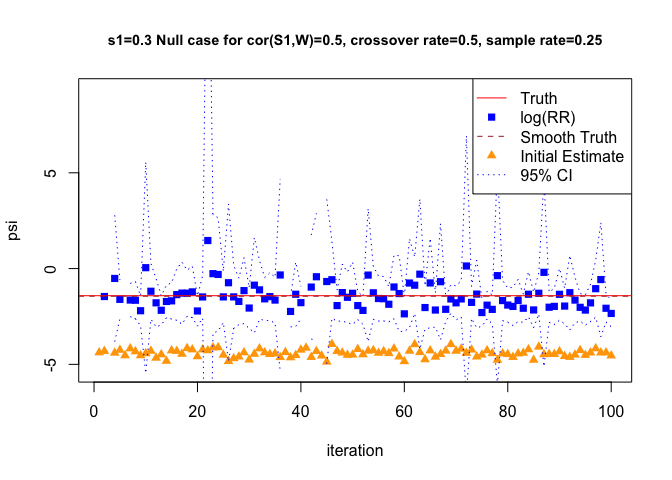 s1=0.3 Null case for cor(S1,W)=0.5, crossover rate=0.5, sample rate=0.25
Truth
log(RR)
Smooth Truth
Initial Estimate
95% CI
5
0
-5
psi
0
20
40
60
80
100
iteration